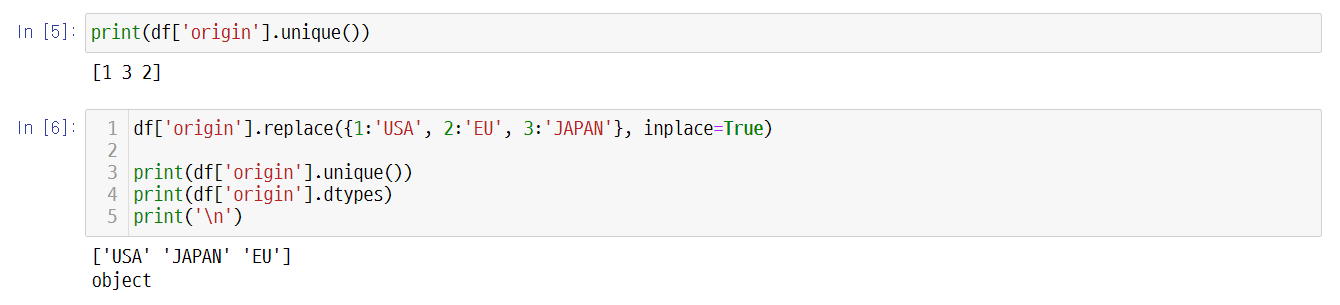 In [5]: print(df['origin'].unique())
[1 3 2]
In [6]: 1 df['origin'].replace({1:'USA', 2:'EU', 3:'JAPAN'}, inplace=True)
2
3 print(df['origin'].unique())
4 print(df['origin'].dtypes)
5 print('\n')
['USA' 'JAPAN' 'EU']
object